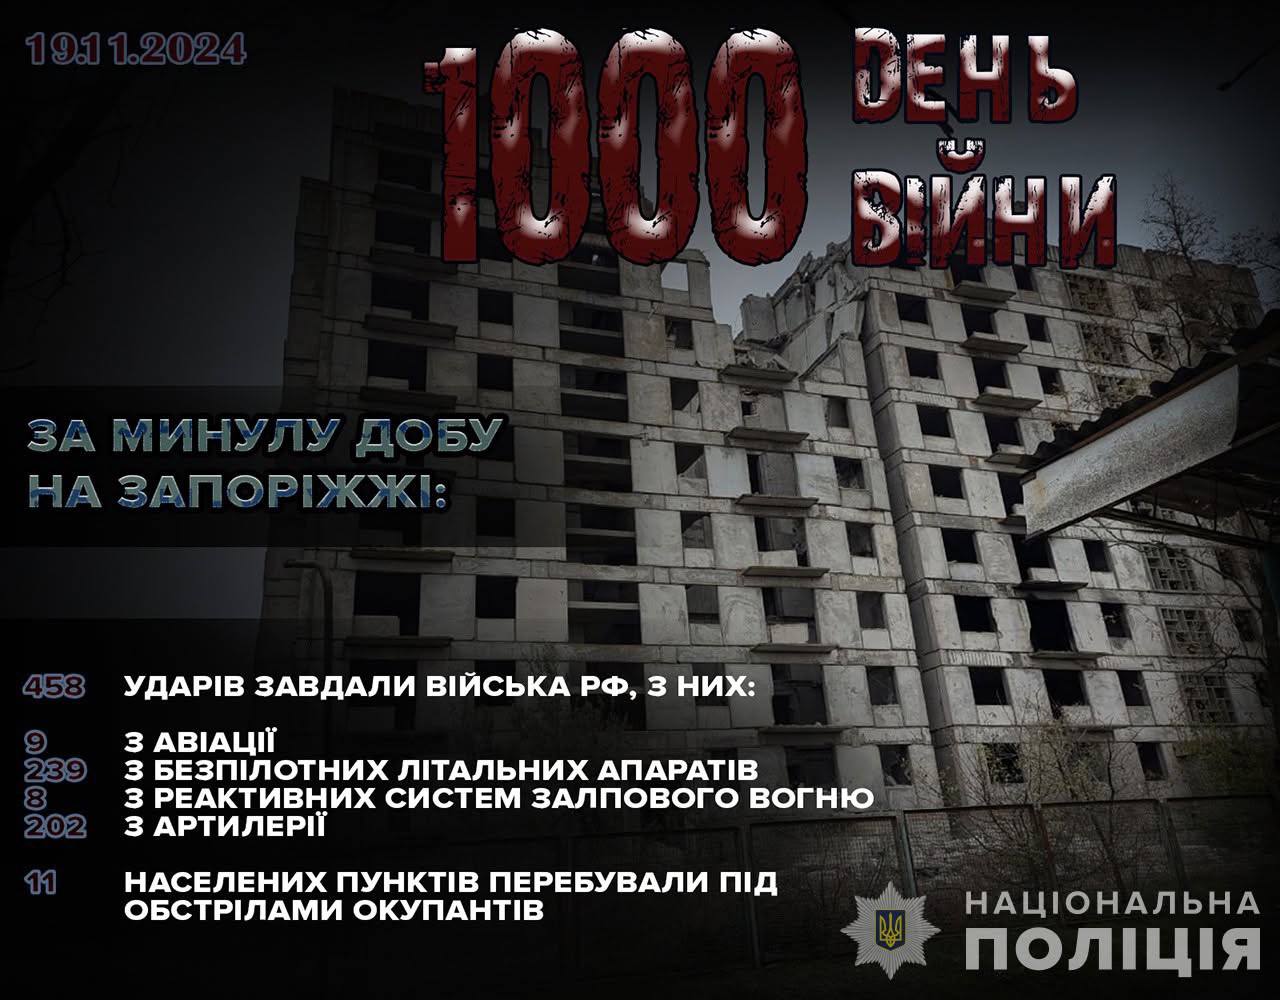 19.11.2024
1000 ДЕНЬ
ВІЙНИ
ЗА МИНУЛУ ДОБУ
НА ЗАПОРІЖЖІ:
458 УДАРІВ ЗАВДАЛИ ВІЙСЬКА РФ, З НИХ:
9 З АВІАЦІЇ
239 З БЕЗПІЛОТНИХ ЛІТАЛЬНИХ АПАРАТІВ
8 З РЕАКТИВНИХ СИСТЕМ ЗАЛПОВОГО ВОГНЮ
202 З АРТИЛЕРІЇ
11 НАСЕЛЕНИХ ПУНКТІВ ПЕРЕБУВАЛИ ПІД
ОБСТРІЛАМИ ОКУПАНТІВ
НАЦІОНАЛЬНА
ПОЛІЦІЯ